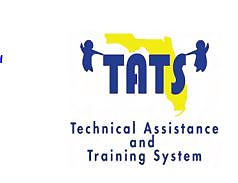 TATS
Technical Assistance
and
Training System